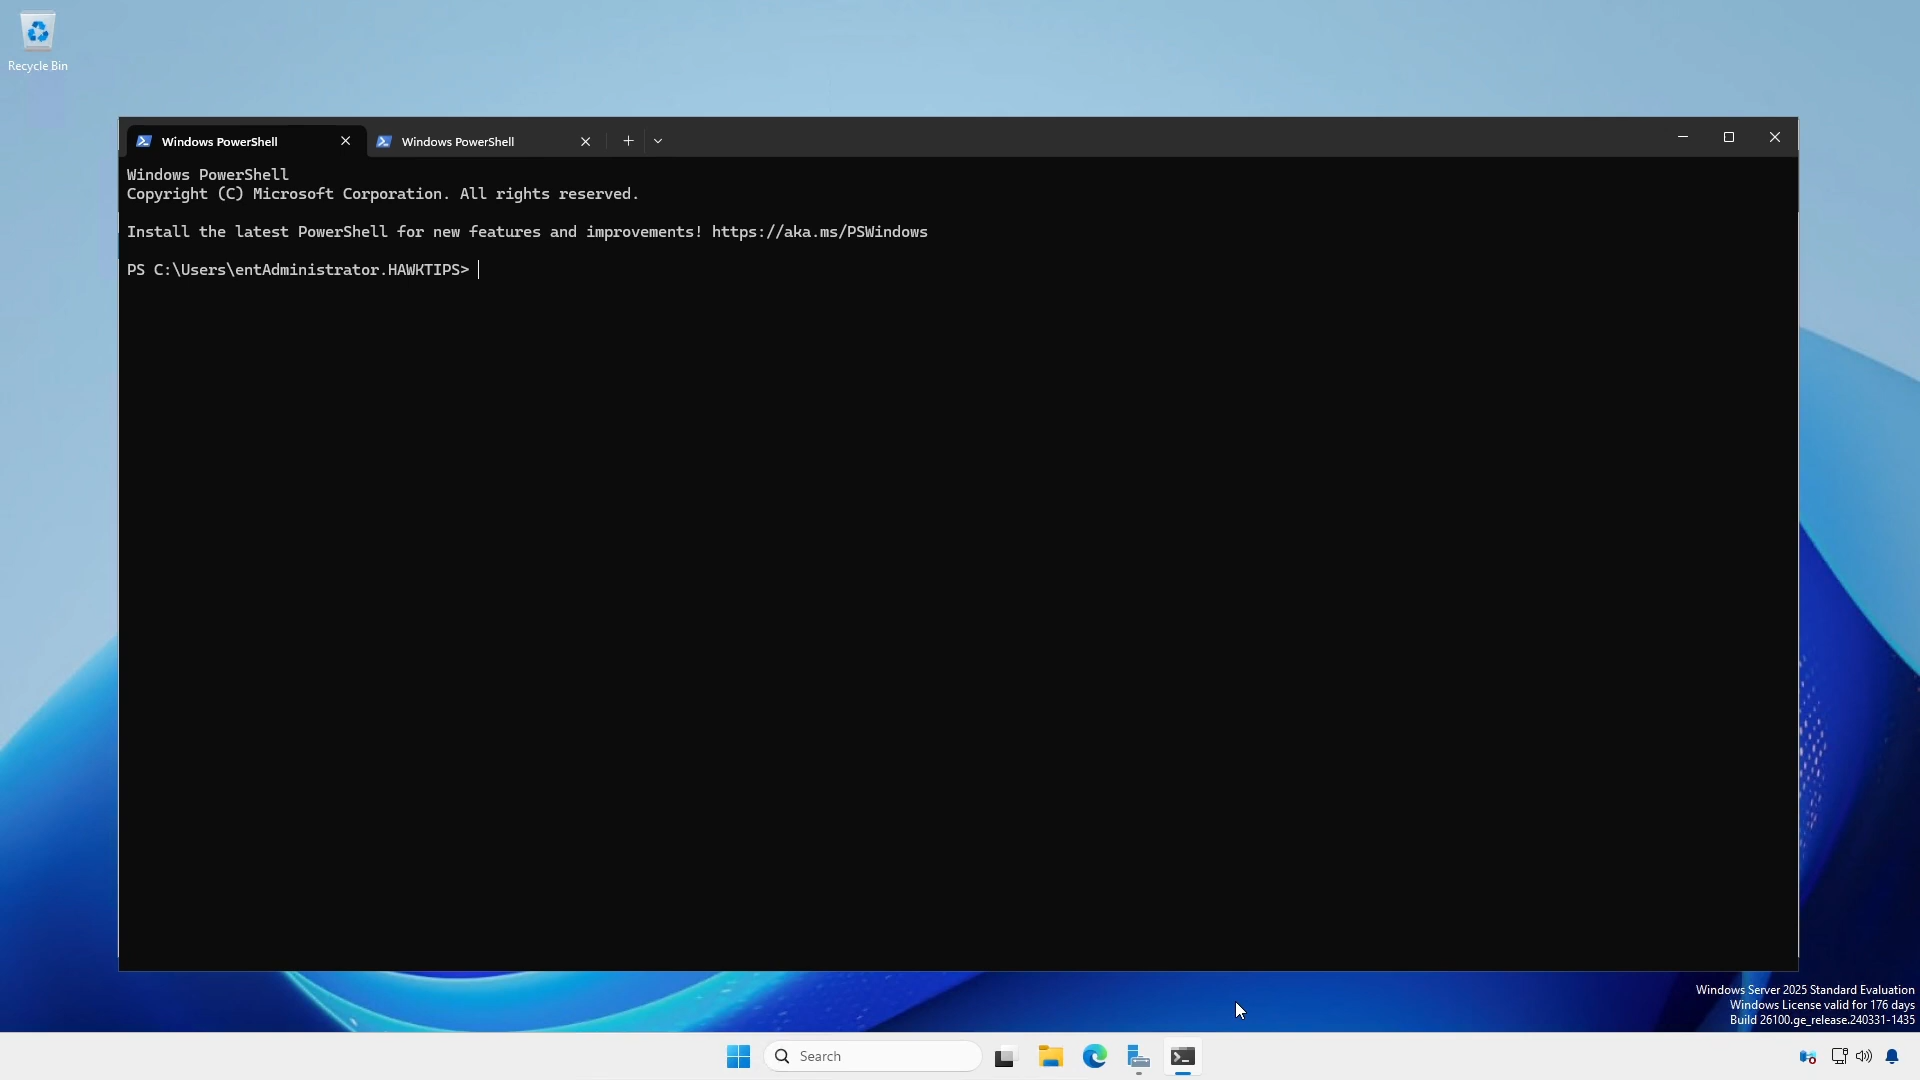 Recycle Bin
Windows PowerShell
Windows PowerShell
Windows PowerShell
Copyright (C) Microsoft Corporation. All rights reserved.
Install the latest PowerShell for new features and improvements! https://aka.ms/PSWindows
PS C:\Users\entAdministrator.HAWKTIPS>
Windows Server 2025 Standard Evaluation
Windows License valid for 176 days
Build 26100.ge_release.240331-1435
Search